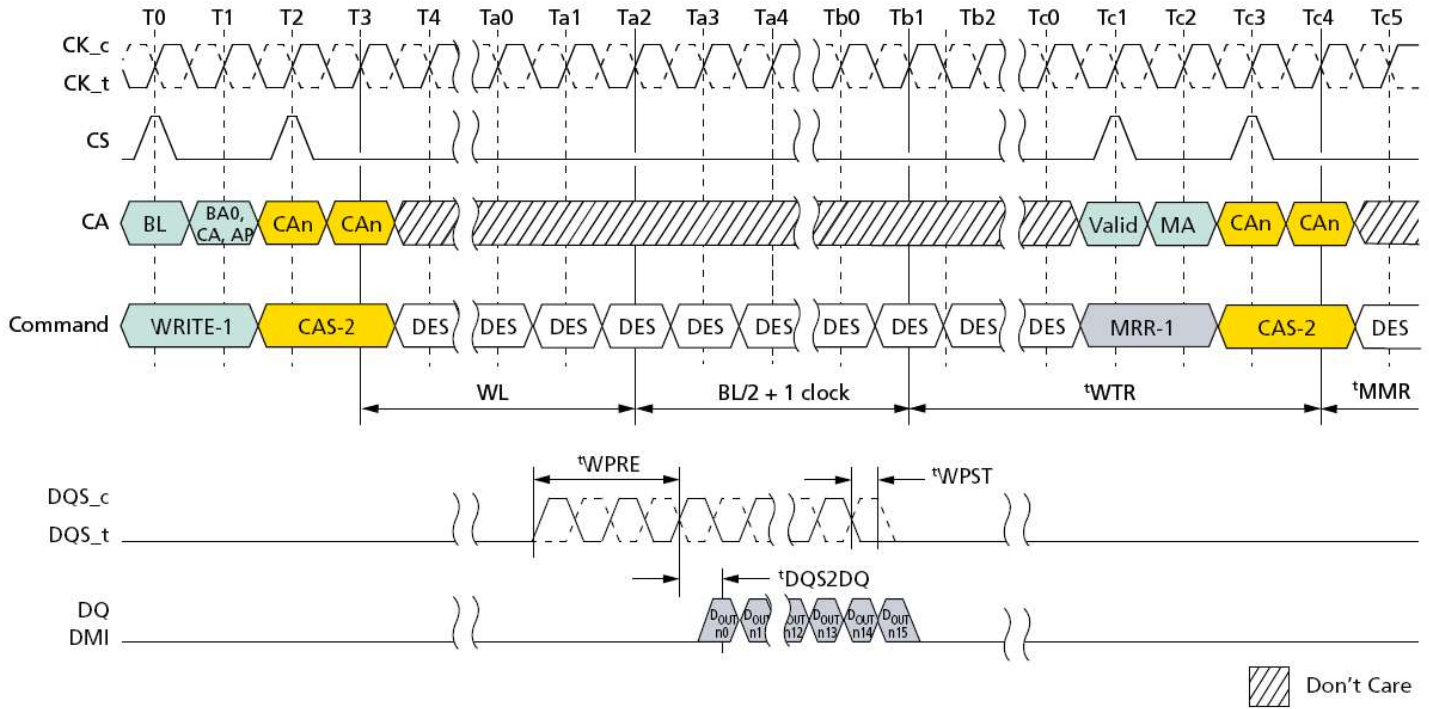 T0 T1 T2 T3 T4 Ta0 Ta1 Ta2 Ta3 Ta4 Tb0 Tb1 Tb2 Tc0 Tc1 Tc2 Tc3 Tc4 Tc5
CK_c
CK_t
CS
CA BL BA0, CA, AP CAn CAn Valid MA CAn CAn
Command WRITE-1 CAS-2 DES DES DES DES DES DES DES DES DES DES MRR-1 CAS-2 DES
WL BL/2 + 1 clock tWTR tMMR
tWPRE tWPST
DQS_c
DQS_t
tDQS2DQ
DQ DOUT n0 DOUT n1 DOUT n12 DOUT n13 DOUT n14 DOUT n15
DMI
Don't Care